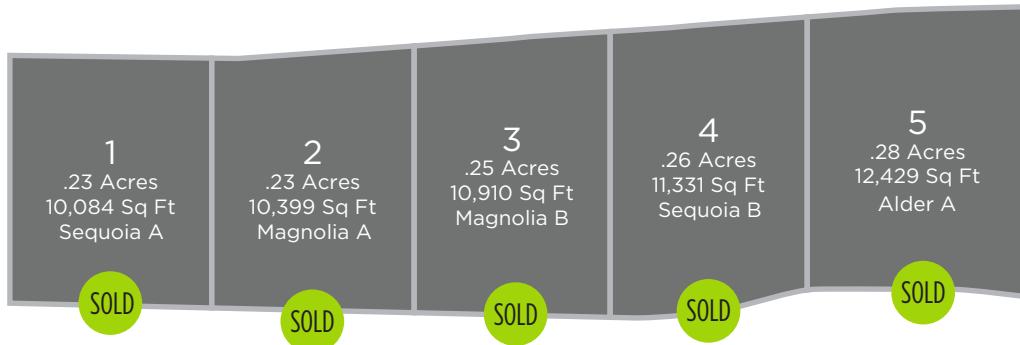 1
.23 Acres
10,084 Sq Ft
Sequoia A
SOLD
2
.23 Acres
10,399 Sq Ft
Magnolia A
SOLD
3
.25 Acres
10,910 Sq Ft
Magnolia B
SOLD
4
.26 Acres
11,331 Sq Ft
Sequoia B
SOLD
5
.28 Acres
12,429 Sq Ft
Alder A
SOLD